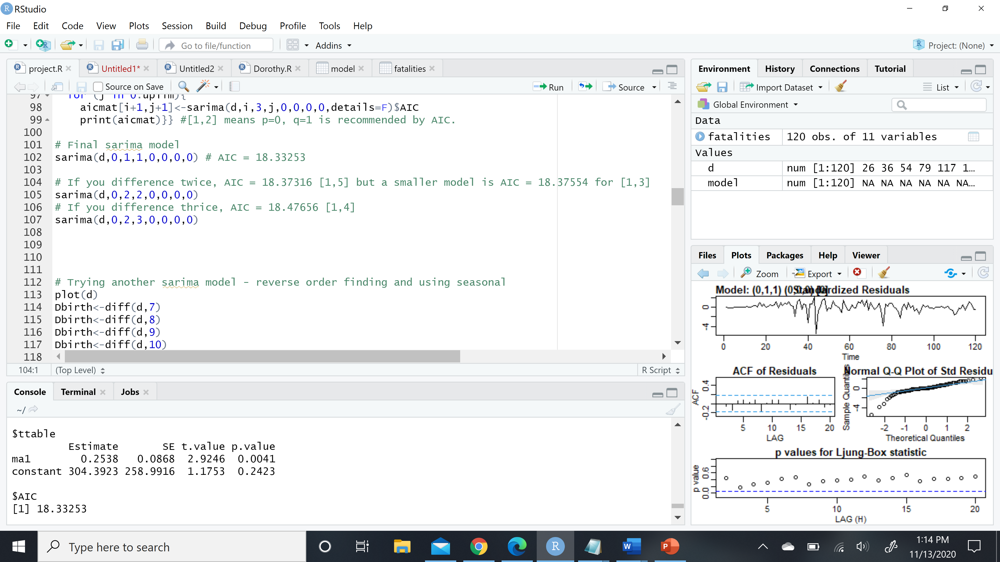 RStudio
File Edit Code View Plots Session Build Debug Profile Tools Help
Go to file/function Addins Project: (None)
project.R Untitled1* Untitled2 Dorothy.R model fatalities
Source on Save Run Source
97 for (j in 0:uplim){
98 aicmat[i+1,j+1]<-sarima(d,i,3,j,0,0,0,0,details=F)$AIC
99 print(aicmat)}} #[1,2] means p=0, q=1 is recommended by AIC.
100
101 # Final sarima model
102 sarima(d,0,1,1,0,0,0,0) # AIC = 18.33253
103
104 # If you difference twice, AIC = 18.37316 [1,5] but a smaller model is AIC = 18.37554 for [1,3]
105 sarima(d,0,2,2,0,0,0,0)
106 # If you difference thrice, AIC = 18.47656 [1,4]
107 sarima(d,0,2,3,0,0,0,0)
108
109
110
111
112 # Trying another sarima model - reverse order finding and using seasonal
113 plot(d)
114 Dbirth<-diff(d,7)
115 Dbirth<-diff(d,8)
116 Dbirth<-diff(d,9)
117 Dbirth<-diff(d,10)
118
104:1 (Top Level) R Script
Console Terminal Jobs
~/
$ttable
Estimate SE t.value p.value
ma1 0.2538 0.0868 2.9246 0.0041
constant 304.3923 258.9916 1.1753 0.2423
$AIC
[1] 18.33253
Environment History Connections Tutorial
Import Dataset List
Global Environment
Data
fatalities 120 obs. of 11 variables
Values
d num [1:120] 26 36 54 79 117 1...
model num [1:120] NA NA NA NA NA NA...
Files Plots Packages Help Viewer
Zoom Export
Model: (0,1,1) (0,0,0) [0] Standardized Residuals
0
-4
0 20 40 60 80 100 120
Time
ACF of Residuals
ACF
0.4
-0.2
5 10 15 20
LAG
Normal Q-Q Plot of Std Residu
Sample Quantiles
0
-4
-2 -1 0 1 2
Theoretical Quantiles
p values for Ljung-Box statistic
p value
0.6
0.0
5 10 15 20
LAG (H)
Type here to search
R W P
1:14 PM
11/13/2020